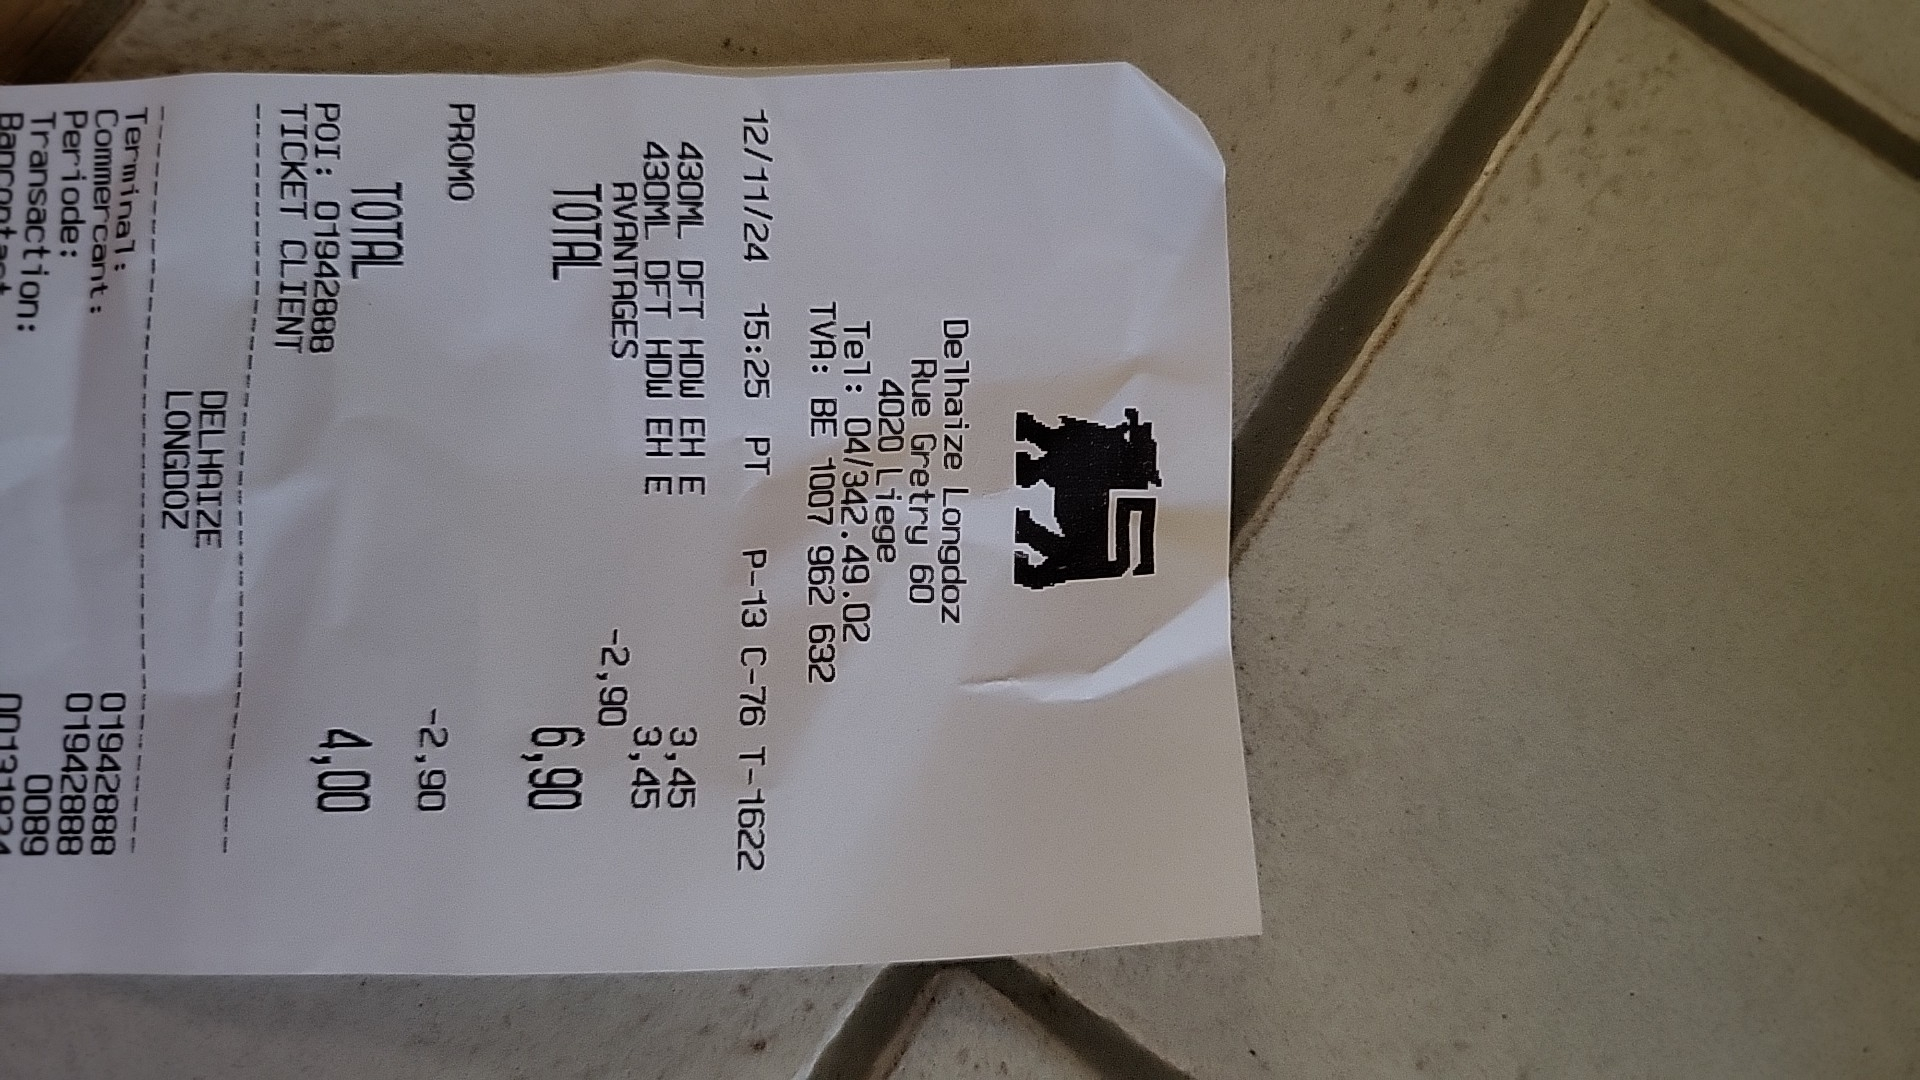 Delhaize Longdoz
Rue Gretry 60
4020 Liege
Tel: 04/342.49.02
TVA: BE 1007 962 632
12/11/24 15:25 PT P-13 C-76 T-1622
430ML DFT HDW EH E 3,45
430ML DFT HDW EH E 3,45
AVANTAGES -2,90
TOTAL 6,90
PROMO -2,90
TOTAL 4,00
POI: 01942888
TICKET CLIENT
--------------------------------
DELHAIZE
LONGDOZ
--------------------------------
Terminal: 01942888
Commercant: 01942888
Periode: 0089
Transaction:
Bancontact